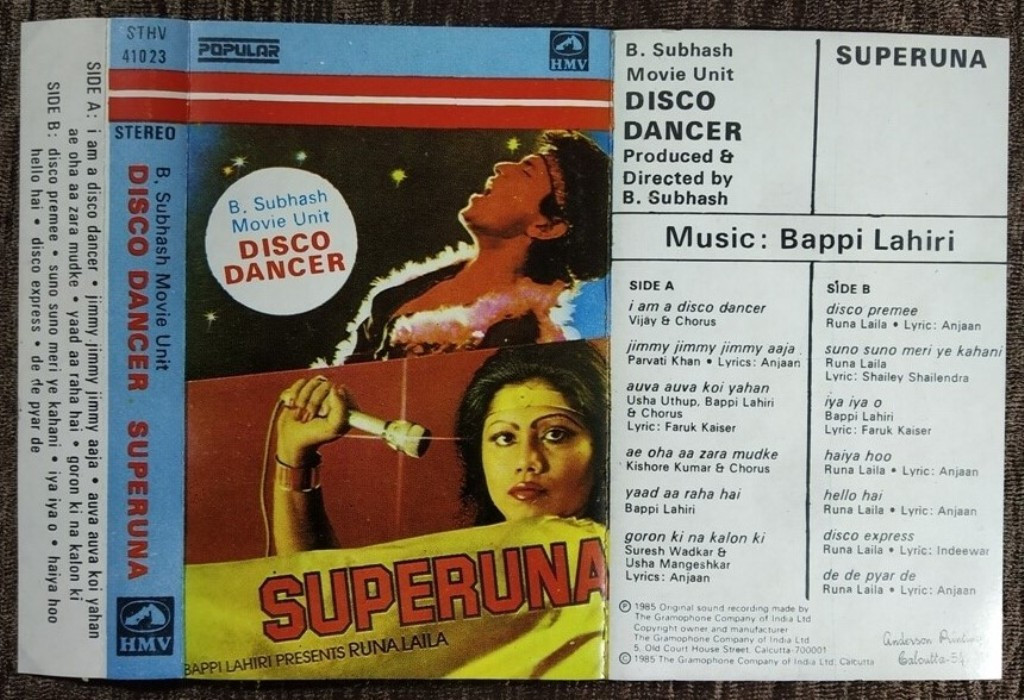 SIDE A: i am a disco dancer • jimmy jimmy jimmy aaja • auva auva koi yahan
ae oha aa zara mudke • yaad aa raha hai • goron ki na kalon ki
SIDE B: disco premee • suno suno meri ye kahani • iya iya o • haiya hoo
hello hai • disco express • de de pyar de
STHV
41023
STEREO
B. Subhash Movie Unit
DISCO DANCER SUPERUNA
HMV
POPULAR
HMV
B. Subhash
Movie Unit
DISCO
DANCER
SUPERUNA
BAPPI LAHIRI PRESENTS RUNA LAILA
B. Subhash
Movie Unit
DISCO
DANCER
Produced &
Directed by
B. Subhash
SUPERUNA
Music: Bappi Lahiri
SIDE A
i am a disco dancer
Vijay & Chorus
jimmy jimmy jimmy aaja
Parvati Khan • Lyrics: Anjaan
auva auva koi yahan
Usha Uthup, Bappi Lahiri
& Chorus
Lyric: Faruk Kaiser
ae oha aa zara mudke
Kishore Kumar & Chorus
yaad aa raha hai
Bappi Lahiri
goron ki na kalon ki
Suresh Wadkar &
Usha Mangeshkar
Lyrics: Anjaan
SIDE B
disco premee
Runa Laila • Lyric: Anjaan
suno suno meri ye kahani
Runa Laila
Lyric: Shailey Shailendra
iya iya o
Bappi Lahiri
Lyric: Faruk Kaiser
haiya hoo
Runa Laila • Lyric: Anjaan
hello hai
Runa Laila • Lyric: Anjaan
disco express
Runa Laila • Lyric: Indeewar
de de pyar de
Runa Laila • Lyric: Anjaan
℗ 1985 Original sound recording made by
The Gramophone Company of India Ltd
Copyright owner and manufacturer
The Gramophone Company of India Ltd
5, Old Court House Street, Calcutta-700001
© 1985 The Gramophone Company of India Ltd, Calcutta
Anderson Printing
Calcutta-